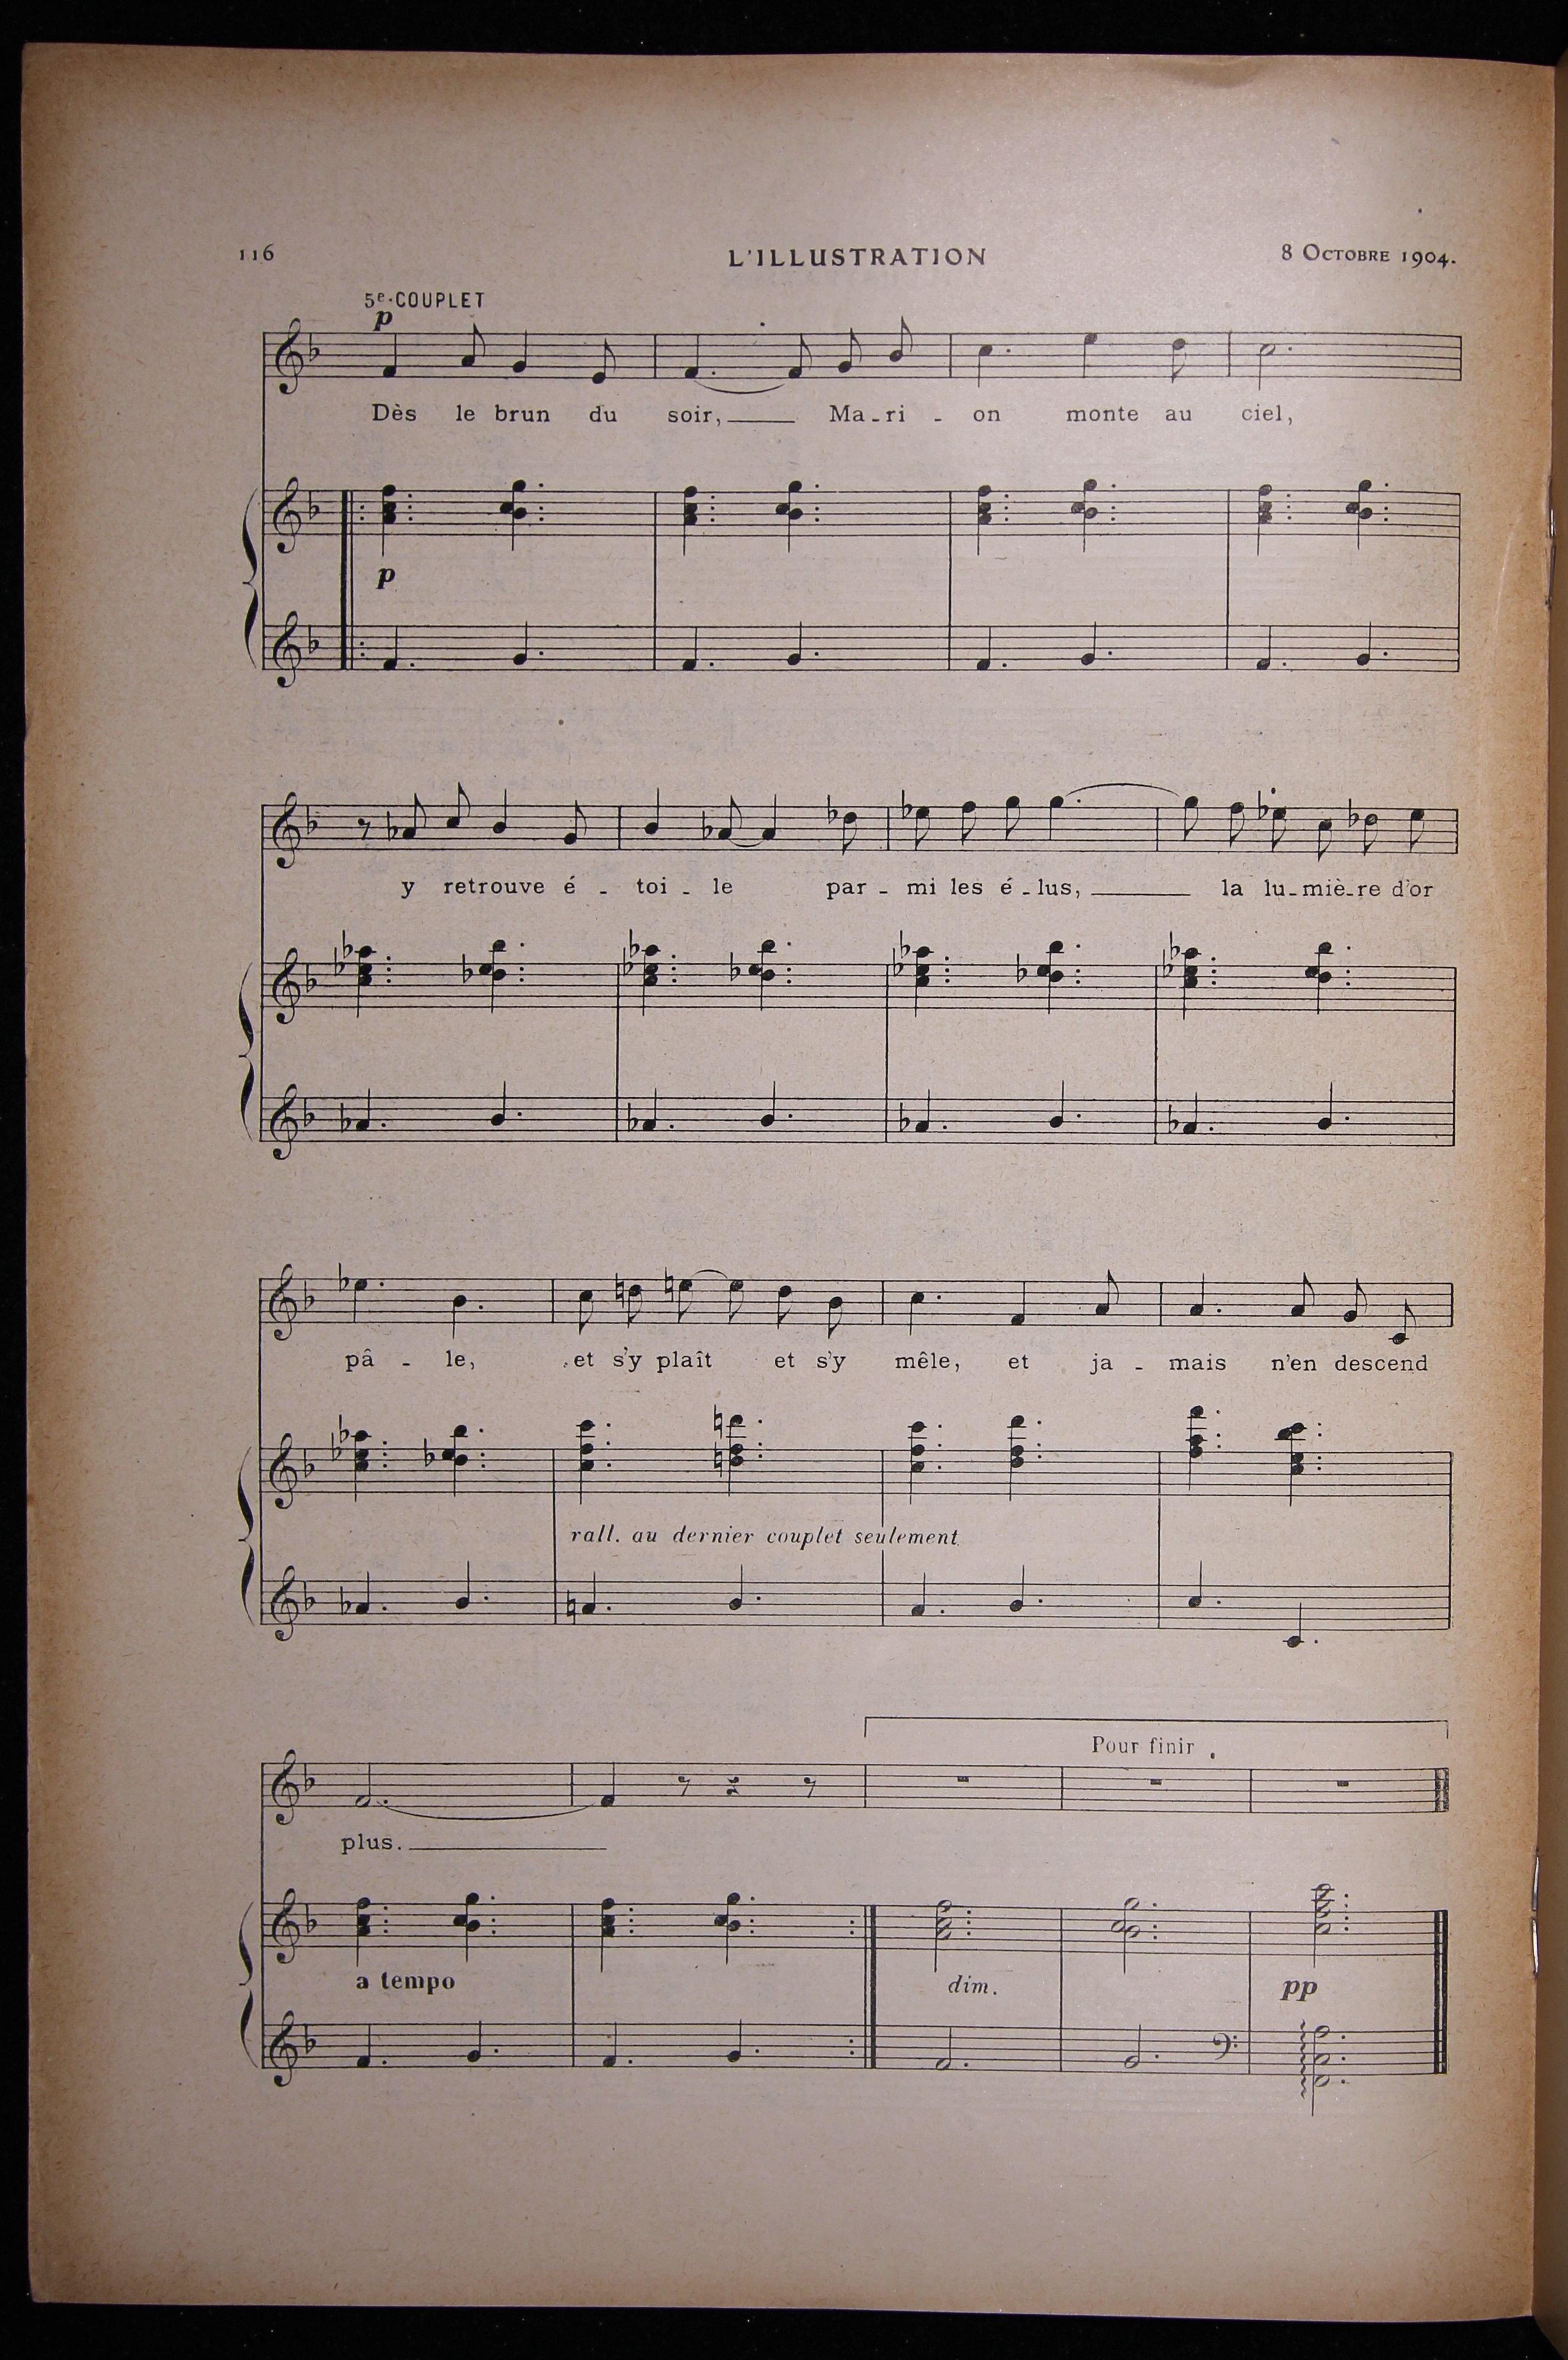 116 L'ILLUSTRATION 8 OCTOBRE 1904.
5e COUPLET
p
Dès le brun du soir, Ma-ri-on monte au ciel,
p
y retrouve é-toi-le par-mi les é-lus, la lu-miè-re d'or
pâ-le, et s'y plaît et s'y mêle, et ja-mais n'en descend
rall. au dernier couplet seulement
Pour finir
plus.
a tempo dim. pp